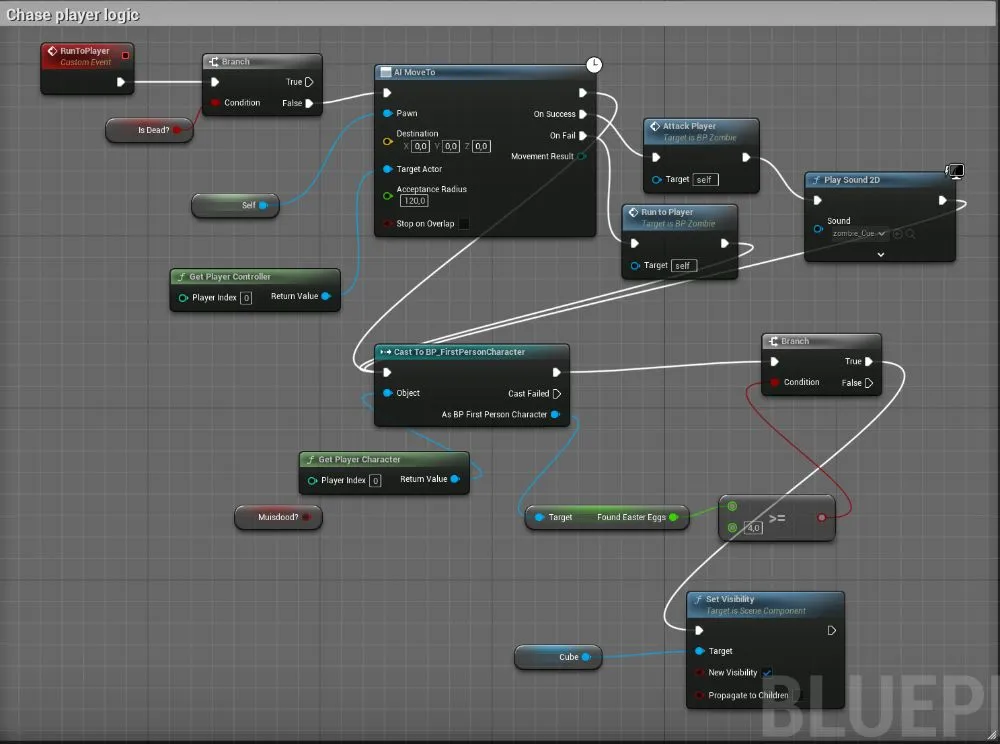 Chase player logic
RunToPlayer
Custom Event
Branch
True
Condition
False
Is Dead?
AI MoveTo
Pawn
On Success
Destination
X 0,0 Y 0,0 Z 0,0
On Fail
Movement Result
Target Actor
Acceptance Radius
120,0
Stop on Overlap
Self
Get Player Controller
Player Index 0
Return Value
Attack Player
Target is BP Zombie
Target self
Run to Player
Target is BP Zombie
Target self
Play Sound 2D
Sound
zombie_Cue
Cast To BP_FirstPersonCharacter
Object
Cast Failed
As BP First Person Character
Branch
True
Condition
False
Get Player Character
Player Index 0
Return Value
Muisdood?
Target
Found Easter Eggs
4,0
>=
Set Visibility
Target is Scene Component
Target
New Visibility
Propagate to Children
Cube
BLUEP